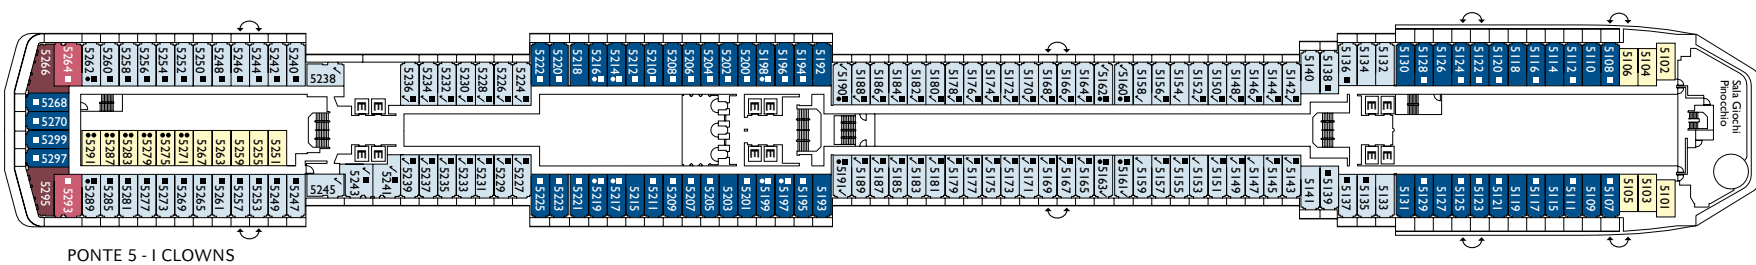 5266 5264 5262 5260 5258 5256 5254 5252 5250 5248 5246 5244 5242 5240
5238
5236 5234 5232 5230 5228 5226 5224
5222 5220 5218 5216 5214 5212 5210 5208 5206 5204 5202 5200 5198 5196 5194 5192
5190 5188 5186 5184 5182 5180 5178 5176 5174 5172 5170 5168 5166 5164 5162 5160 5158 5156 5154 5152 5150 5148 5146 5144 5142
5140 5138 5136 5134 5132
5130 5128 5126 5124 5122 5120 5118 5116 5114 5112 5110 5108 5106 5104 5102
5268
5270
5299
5297
5291 5287 5283 5279 5275 5271 5267 5263 5259 5255 5251
E E E E E E
E E E E E E
Sala Giochi
Pinocchio
5295 5293 5289 5285 5281 5277 5273 5269 5265 5261 5257 5253 5249 5247
5245 5243 5241
5239 5237 5235 5233 5231 5229 5227
5225 5223 5221 5219 5217 5215 5211 5209 5207 5205 5203 5201 5199 5197 5195 5193
5191 5189 5187 5185 5183 5181 5179 5177 5175 5173 5171 5169 5167 5165 5163 5161 5159 5157 5155 5153 5151 5149 5147 5145 5143
5141 5139 5137 5135 5133
5131 5129 5127 5125 5123 5121 5119 5117 5115 5111 5109 5107 5105 5103 5101
PONTE 5 - I CLOWNS